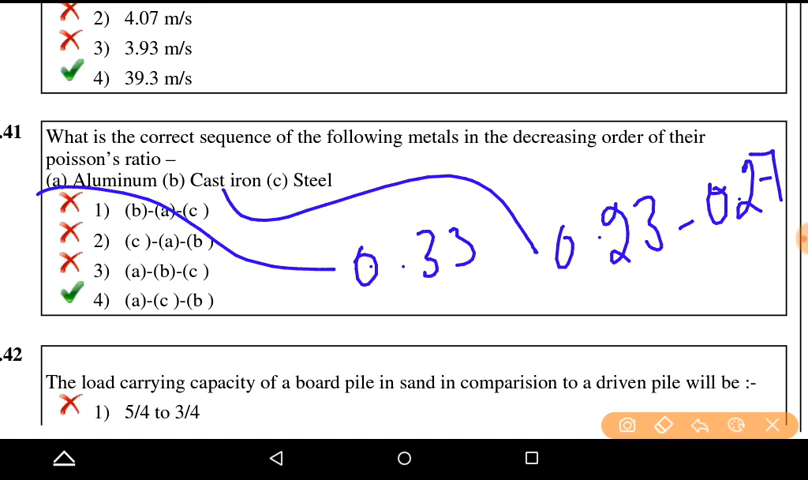 2) 4.07 m/s
3) 3.93 m/s
4) 39.3 m/s
.41 What is the correct sequence of the following metals in the decreasing order of their
poisson's ratio –
(a) Aluminum (b) Cast iron (c) Steel
1) (b)-(a)-(c )
2) (c )-(a)-(b )
3) (a)-(b)-(c )
4) (a)-(c )-(b )
0.33
0.23-0.27
.42
The load carrying capacity of a board pile in sand in comparision to a driven pile will be :-
1) 5/4 to 3/4